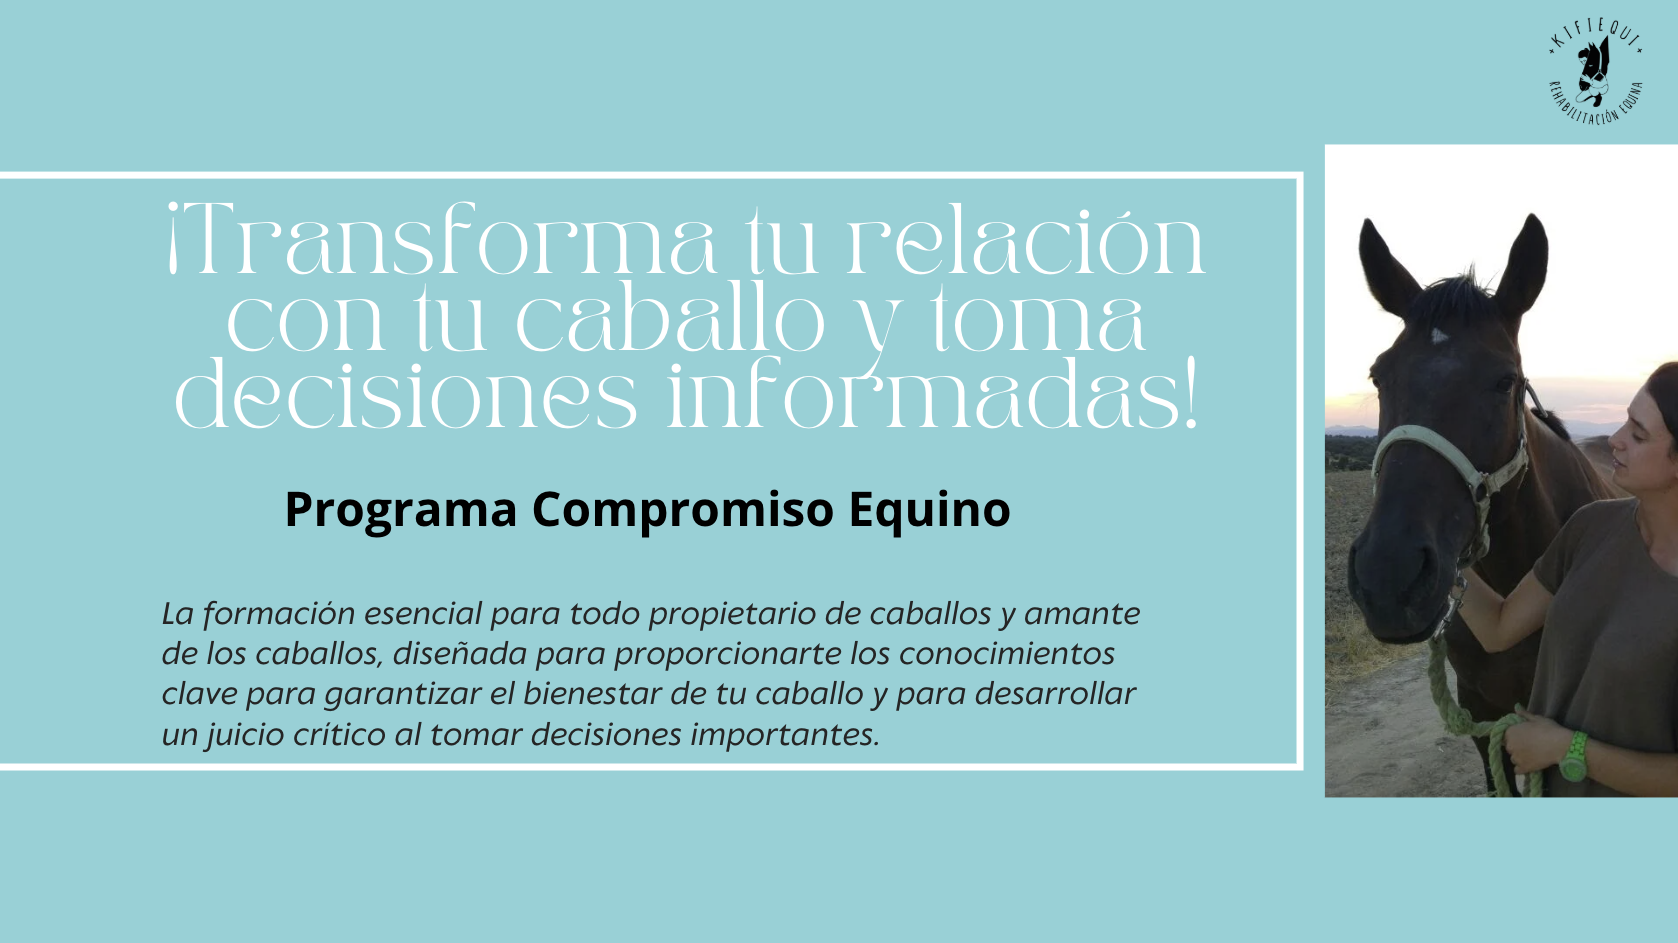 KIFIEQUI
REHABILITACIÓN EQUINA
¡Transforma tu relación
con tu caballo y toma
decisiones informadas!
Programa Compromiso Equino
La formación esencial para todo propietario de caballos y amante
de los caballos, diseñada para proporcionarte los conocimientos
clave para garantizar el bienestar de tu caballo y para desarrollar
un juicio crítico al tomar decisiones importantes.